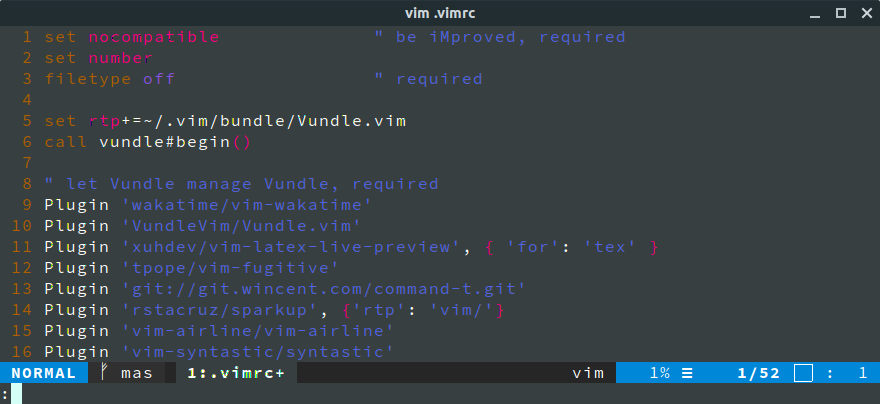 vim .vimrc
1 set nocompatible " be iMproved, required
2 set number
3 filetype off " required
4
5 set rtp+=~/.vim/bundle/Vundle.vim
6 call vundle#begin()
7
8 " let Vundle manage Vundle, required
9 Plugin 'wakatime/vim-wakatime'
10 Plugin 'VundleVim/Vundle.vim'
11 Plugin 'xuhdev/vim-latex-live-preview', { 'for': 'tex' }
12 Plugin 'tpope/vim-fugitive'
13 Plugin 'git://git.wincent.com/command-t.git'
14 Plugin 'rstacruz/sparkup', {'rtp': 'vim/'}
15 Plugin 'vim-airline/vim-airline'
16 Plugin 'vim-syntastic/syntastic'
NORMAL ᚠ mas 1:.vimrc+ vim 1% ☰ 1/52 : 1
: